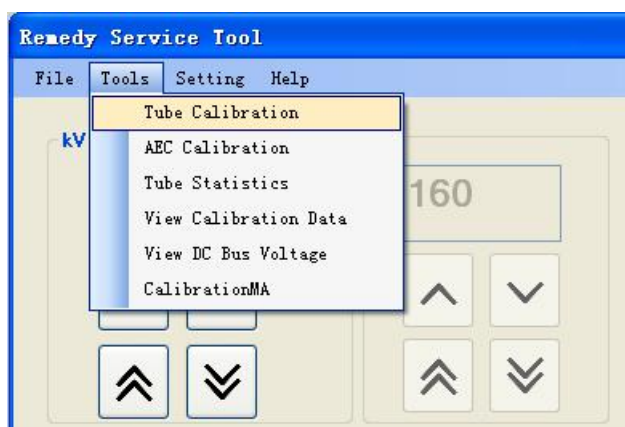 Remedy Service Tool
File Tools Setting Help
Tube Calibration
kV
AEC Calibration
Tube Statistics
160
View Calibration Data
View DC Bus Voltage
CalibrationMA